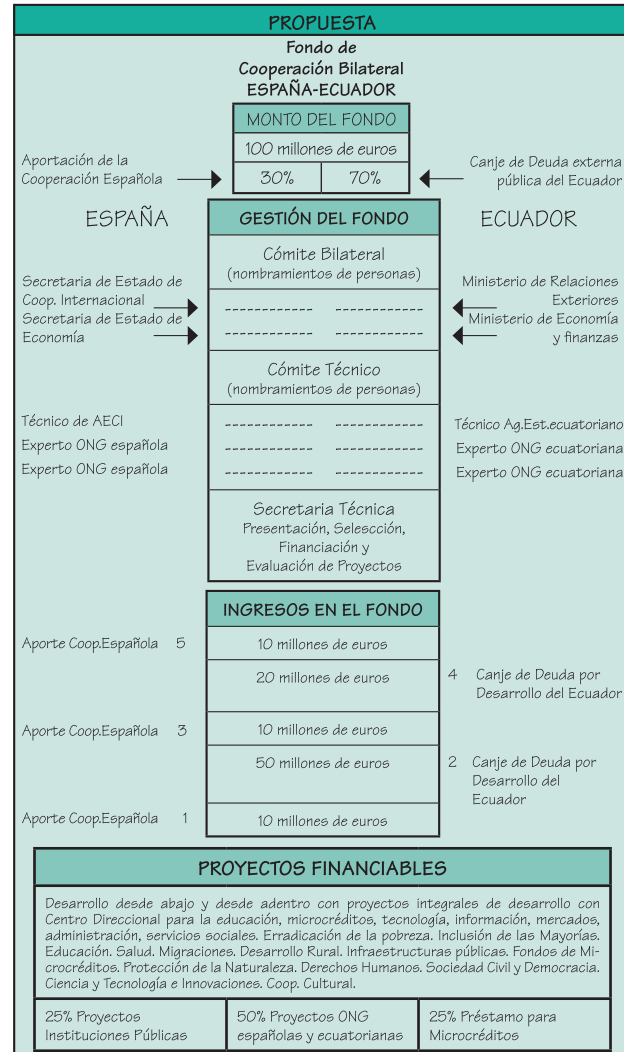 PROPUESTA
Fondo de
Cooperación Bilateral
ESPAÑA-ECUADOR
MONTO DEL FONDO
100 millones de euros
30% 70%
Aportación de la
Cooperación Española
Canje de Deuda externa
pública del Ecuador
ESPAÑA
GESTIÓN DEL FONDO
ECUADOR
Cómite Bilateral
(nombramientos de personas)
Secretaria de Estado de
Coop. Internacional
Secretaria de Estado de
Economía
Ministerio de Relaciones
Exteriores
Ministerio de Economía
y finanzas
Cómite Técnico
(nombramientos de personas)
Técnico de AECI
Experto ONG española
Experto ONG española
Técnico Ag.Est.ecuatoriano
Experto ONG ecuatoriana
Experto ONG ecuatoriana
Secretaria Técnica
Presentación, Selescción,
Financiación y
Evaluación de Proyectos
INGRESOS EN EL FONDO
Aporte Coop.Española 5
10 millones de euros
20 millones de euros
4 Canje de Deuda por
Desarrollo del Ecuador
Aporte Coop.Española 3
10 millones de euros
50 millones de euros
2 Canje de Deuda por
Desarrollo del
Ecuador
Aporte Coop.Española 1
10 millones de euros
PROYECTOS FINANCIABLES
Desarrollo desde abajo y desde adentro con proyectos integrales de desarrollo con
Centro Direccional para la educación, microcréditos, tecnología, información, mercados,
administración, servicios sociales. Erradicación de la pobreza. Inclusión de las Mayorías.
Educación. Salud. Migraciones. Desarrollo Rural. Infraestructuras públicas. Fondos de Mi-
crocréditos. Protección de la Naturaleza. Derechos Humanos. Sociedad Civil y Democracia.
Ciencia y Tecnología e Innovaciones. Coop. Cultural.
25% Proyectos
Instituciones Públicas
50% Proyectos ONG
españolas y ecuatorianas
25% Préstamo para
Microcréditos